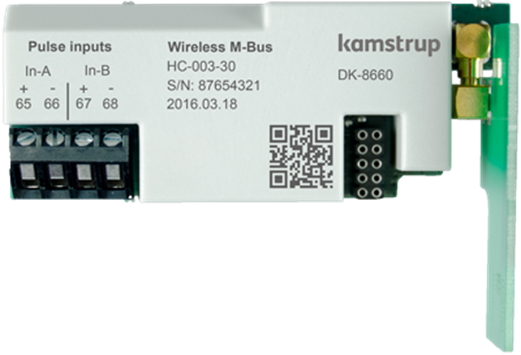 Pulse inputs
In-A In-B
+ - + -
65 66 67 68
Wireless M-Bus
HC-003-30
S/N: 87654321
2016.03.18
kamstrup
DK-8660